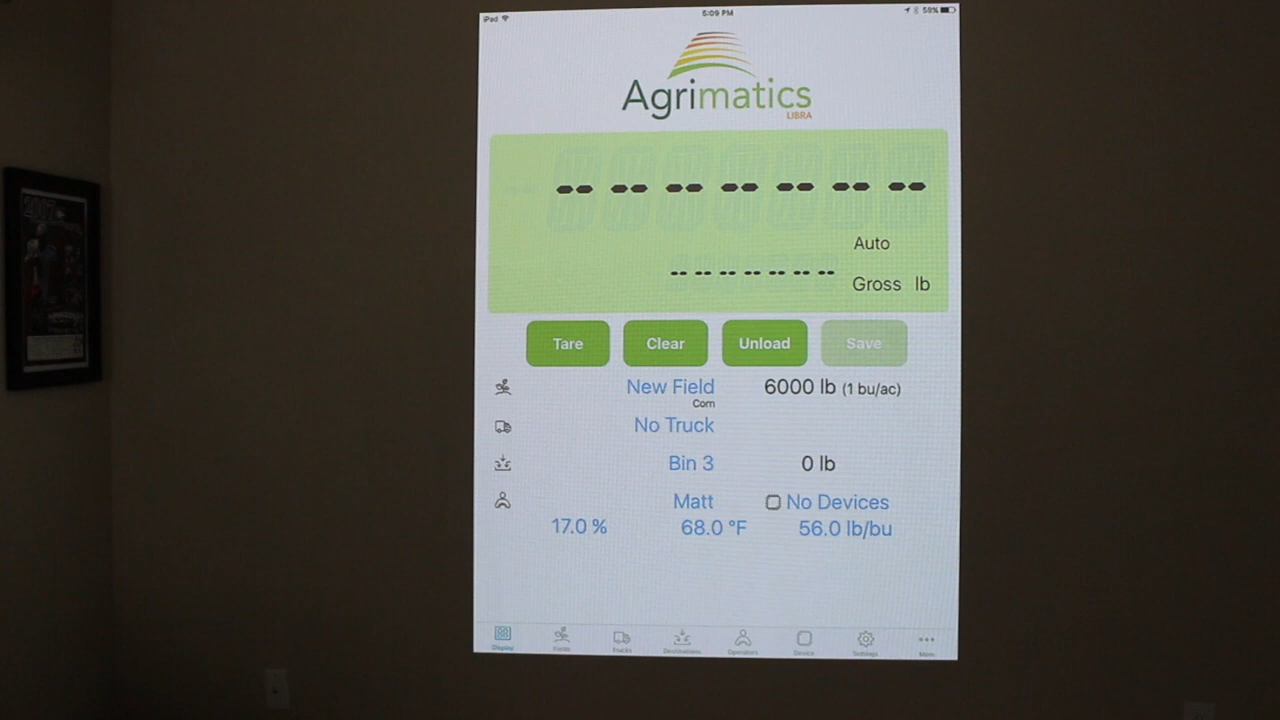 iPad 5:09 PM 59%
Agrimatics
LIBRA
-- -- -- -- -- -- --
Auto
-- -- -- -- -- -- --
Gross lb
Tare Clear Unload Save
New Field 6000 lb (1 bu/ac)
Corn
No Truck
Bin 3 0 lb
Matt No Devices
17.0 % 68.0 °F 56.0 lb/bu
Display Fields Trucks Destinations Operators Device Settings More
2007